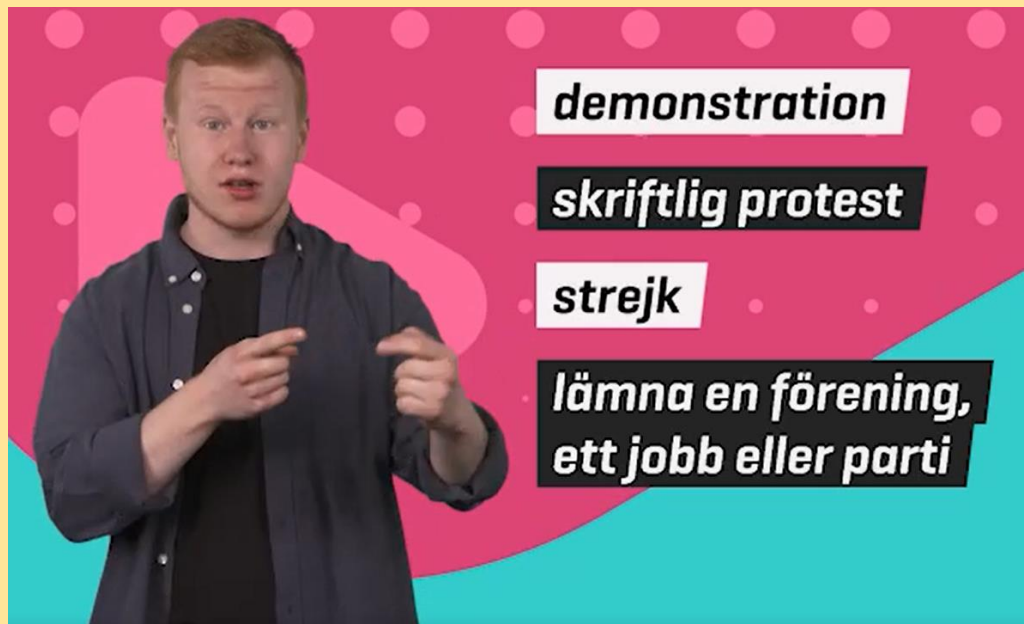 demonstration
skriftlig protest
strejk
lämna en förening,
ett jobb eller parti